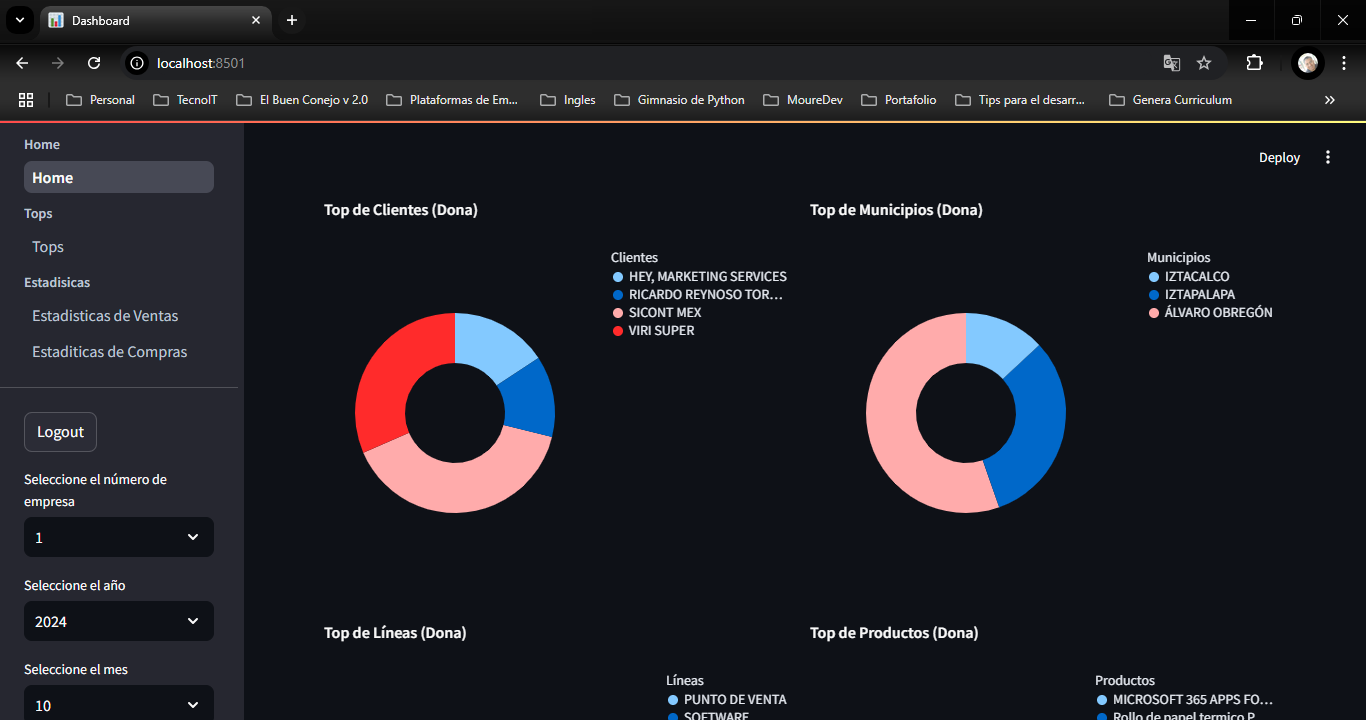 Dashboard
localhost:8501
Personal
TecnoIT
El Buen Conejo v 2.0
Plataformas de Em...
Ingles
Gimnasio de Python
MoureDev
Portafolio
Tips para el desarr...
Genera Curriculum
Home
Home
Tops
Tops
Estadisicas
Estadisticas de Ventas
Estaditicas de Compras
Logout
Seleccione el número de
empresa
1
Seleccione el año
2024
Seleccione el mes
10
Deploy
Top de Clientes (Dona)
Clientes
HEY, MARKETING SERVICES
RICARDO REYNOSO TOR…
SICONT MEX
VIRI SUPER
Top de Municipios (Dona)
Municipios
IZTACALCO
IZTAPALAPA
ÁLVARO OBREGÓN
Top de Líneas (Dona)
Líneas
PUNTO DE VENTA
SOFTWARE
Top de Productos (Dona)
Productos
MICROSOFT 365 APPS FO…
Rollo de papel termico P